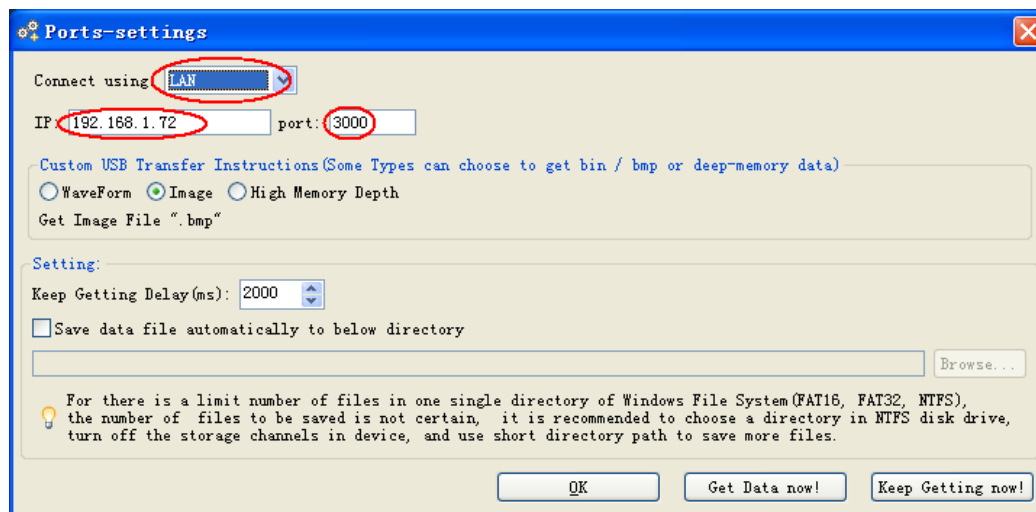 Ports-settings
Connect using LAN
IP: 192.168.1.72 port: 3000
Custom USB Transfer Instructions(Some Types can choose to get bin / bmp or deep-memory data)
WaveForm Image High Memory Depth
Get Image File ".bmp"
Setting:
Keep Getting Delay(ms): 2000
Save data file automatically to below directory
Browse...
For there is a limit number of files in one single directory of Windows File System(FAT16, FAT32, NTFS),
the number of files to be saved is not certain, it is recommended to choose a directory in NTFS disk drive,
turn off the storage channels in device, and use short directory path to save more files.
OK Get Data now! Keep Getting now!